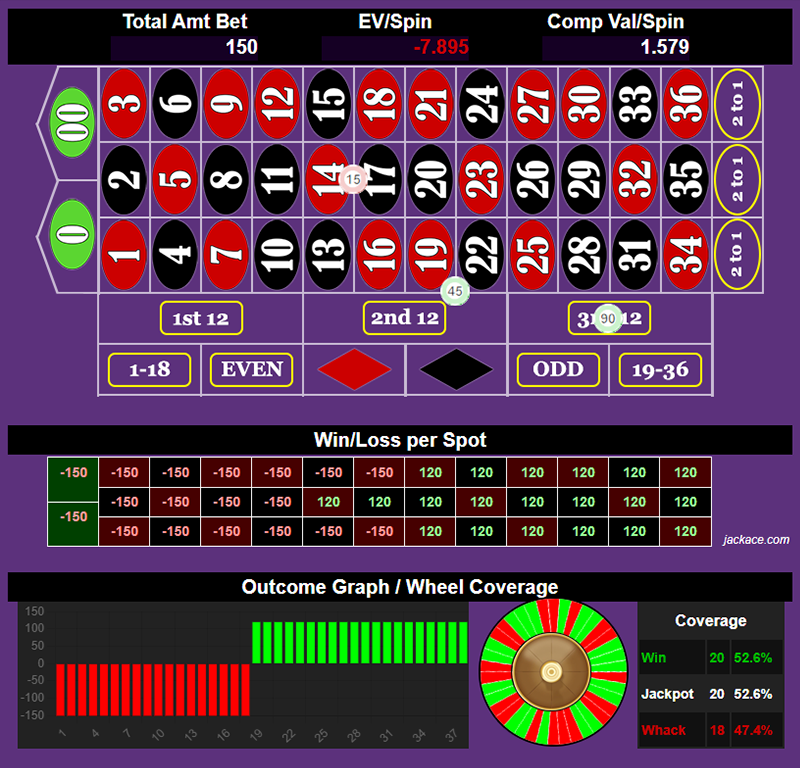 Total Amt Bet EV/Spin Comp Val/Spin
150 -7.895 1.579
00 3 6 9 12 15 18 21 24 27 30 33 36 2 to 1
2 5 8 11 14 15 17 20 23 26 29 32 35 2 to 1
0 1 4 7 10 13 16 19 22 25 28 31 34 2 to 1
45
1st 12 2nd 12 3rd 12 90
1-18 EVEN ODD 19-36
Win/Loss per Spot
-150 -150 -150 -150 -150 -150 -150 120 120 120 120 120 120
-150 -150 -150 -150 120 120 120 120 120 120 120 120
-150 -150 -150 -150 -150 -150 -150 120 120 120 120 120 120
jackace.com
Outcome Graph / Wheel Coverage
150
100
50
0
-50
-100
-150
1 4 7 10 13 16 19 22 25 28 31 34 37
Coverage
Win 20 52.6%
Jackpot 20 52.6%
Whack 18 47.4%